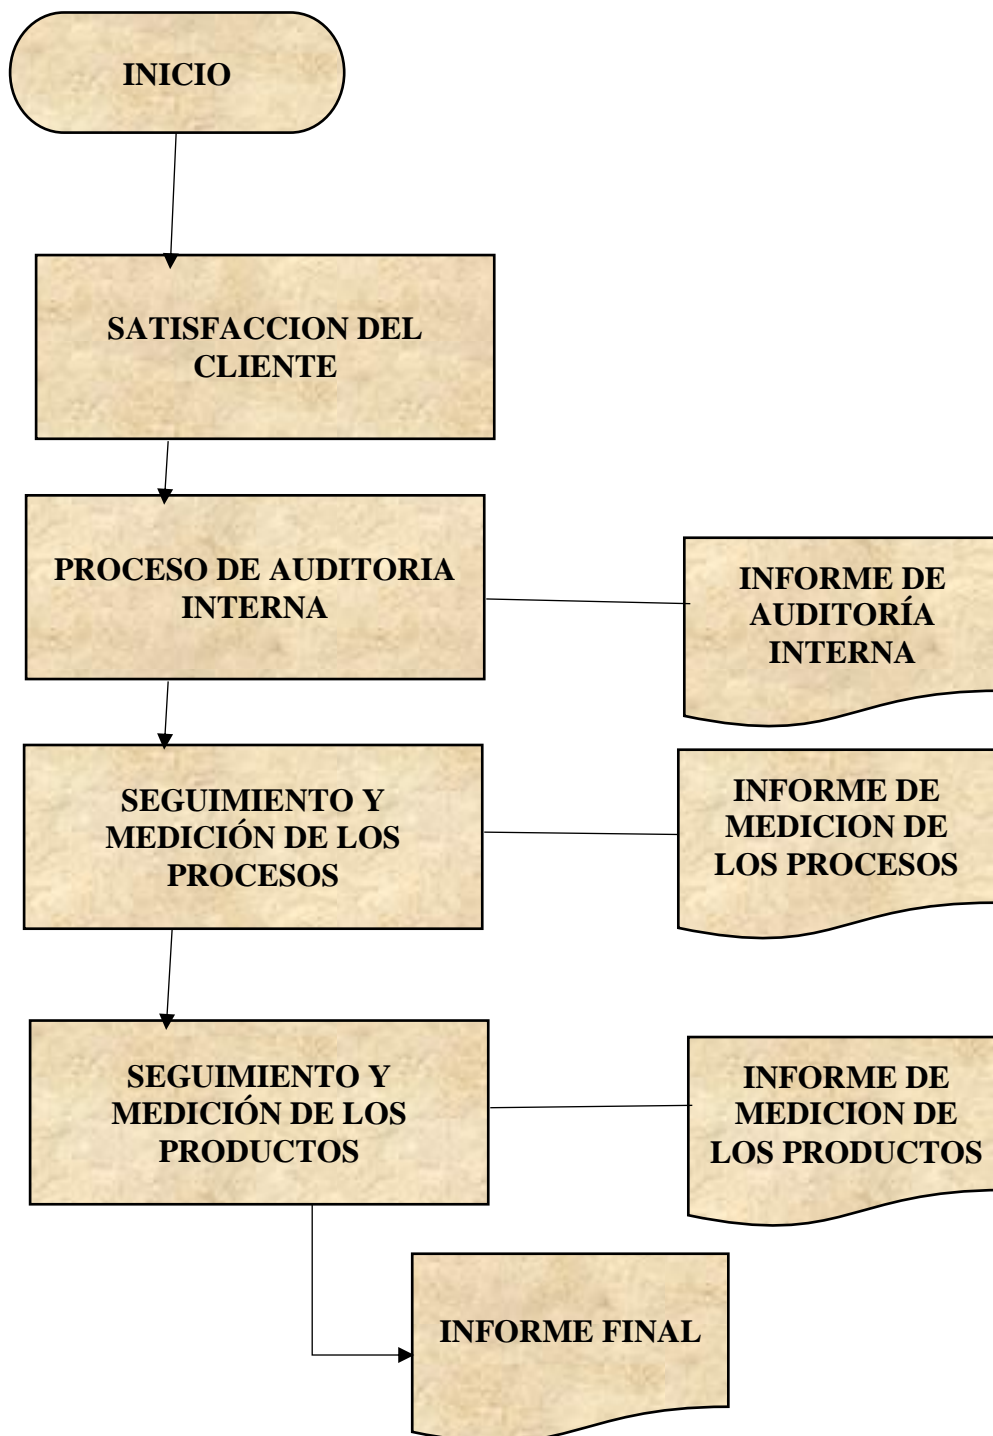 INICIO
SATISFACCION DEL
CLIENTE
PROCESO DE AUDITORIA
INTERNA
INFORME DE
AUDITORÍA
INTERNA
SEGUIMIENTO Y
MEDICIÓN DE LOS
PROCESOS
INFORME DE
MEDICION DE
LOS PROCESOS
SEGUIMIENTO Y
MEDICIÓN DE LOS
PRODUCTOS
INFORME DE
MEDICION DE
LOS PRODUCTOS
INFORME FINAL